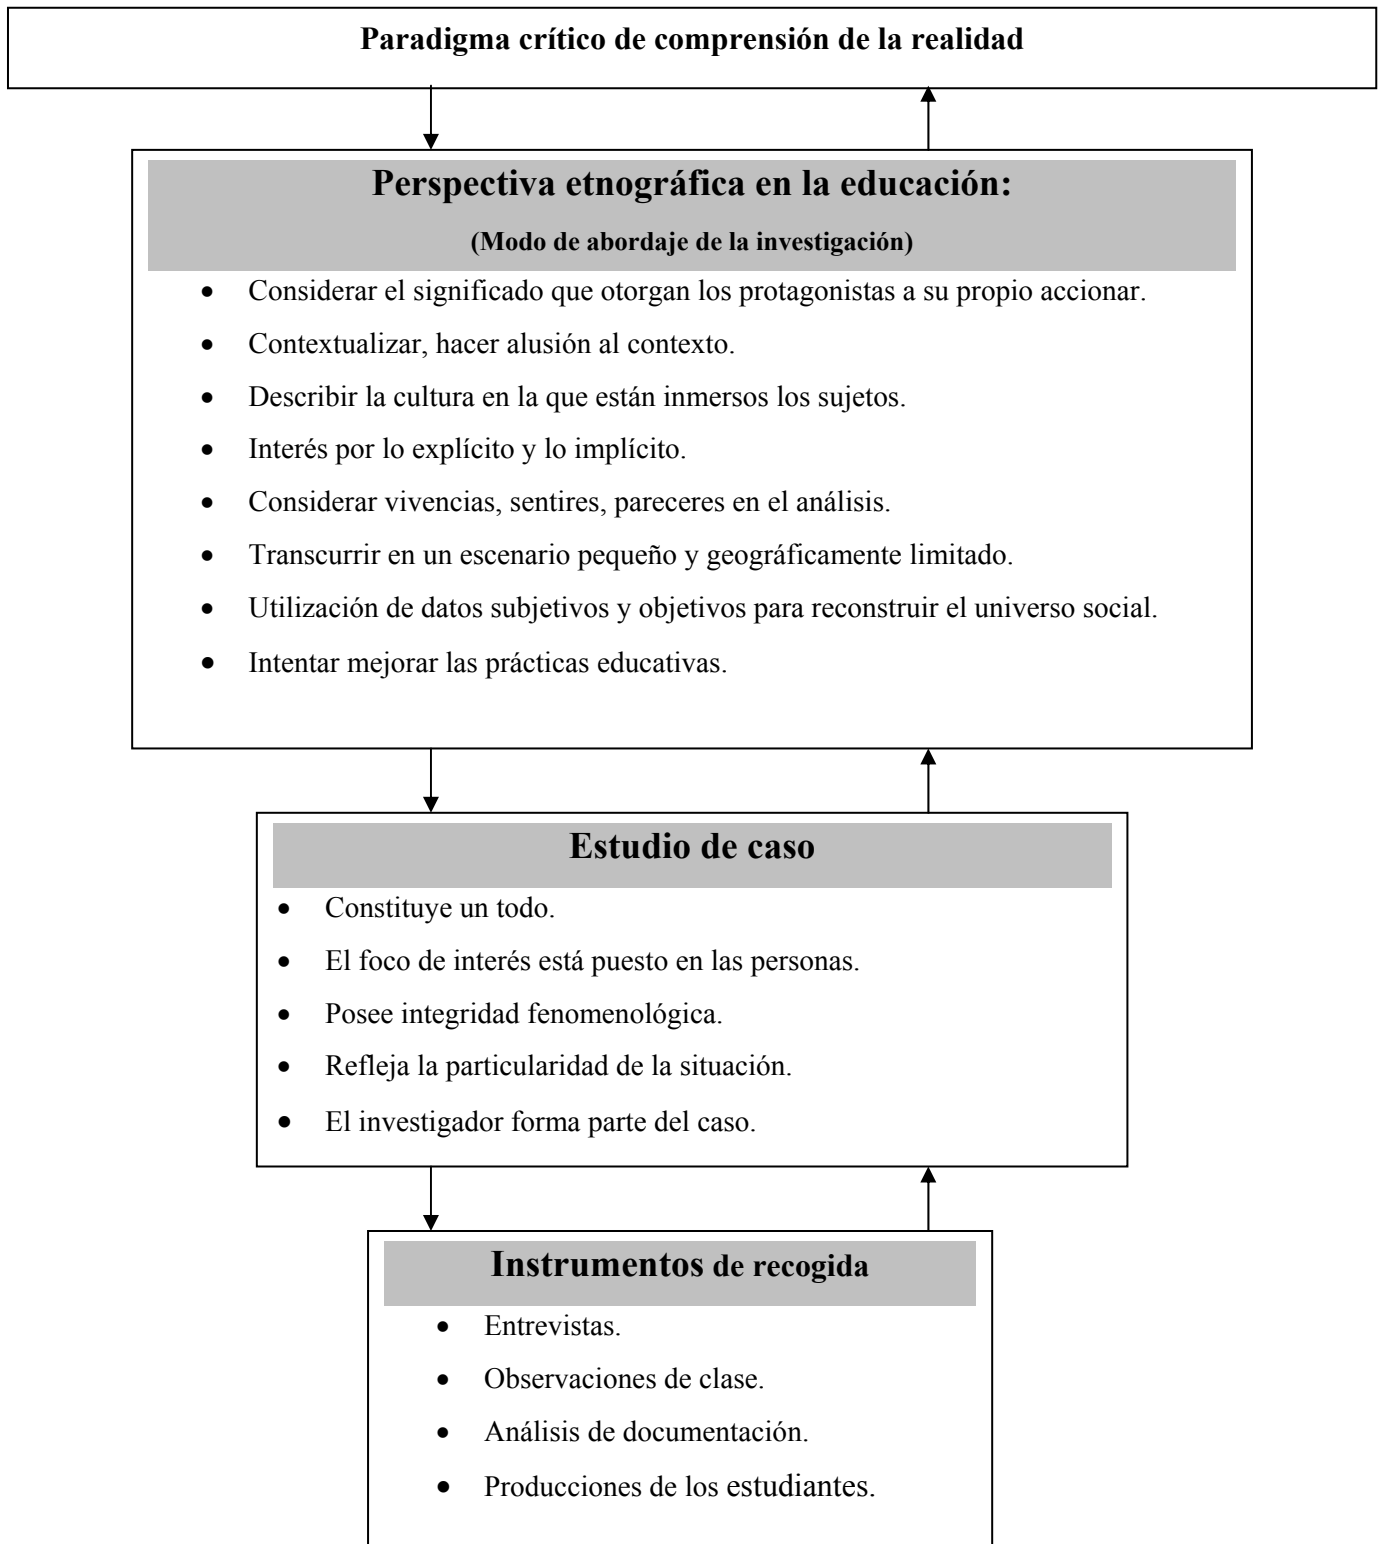 Paradigma crítico de comprensión de la realidad
Perspectiva etnográfica en la educación:
(Modo de abordaje de la investigación)
• Considerar el significado que otorgan los protagonistas a su propio accionar.
• Contextualizar, hacer alusión al contexto.
• Describir la cultura en la que están inmersos los sujetos.
• Interés por lo explícito y lo implícito.
• Considerar vivencias, sentires, pareceres en el análisis.
• Transcurrir en un escenario pequeño y geográficamente limitado.
• Utilización de datos subjetivos y objetivos para reconstruir el universo social.
• Intentar mejorar las prácticas educativas.
Estudio de caso
• Constituye un todo.
• El foco de interés está puesto en las personas.
• Posee integridad fenomenológica.
• Refleja la particularidad de la situación.
• El investigador forma parte del caso.
Instrumentos de recogida
• Entrevistas.
• Observaciones de clase.
• Análisis de documentación.
• Producciones de los estudiantes.